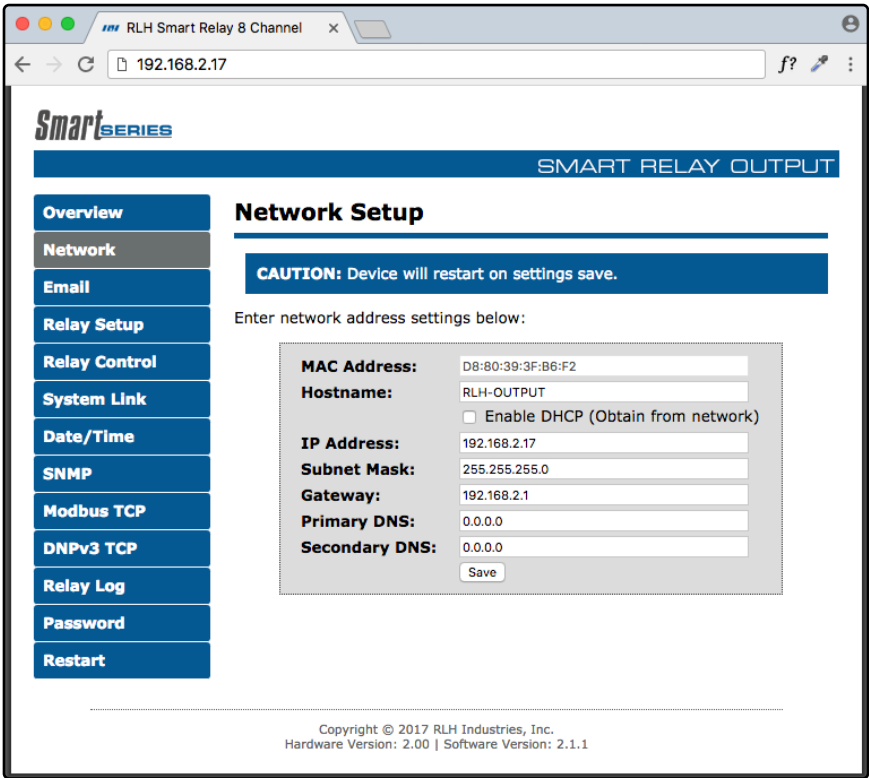 RLH Smart Relay 8 Channel
192.168.2.17
f?
Smart SERIES
SMART RELAY OUTPUT
Overview
Network
Email
Relay Setup
Relay Control
System Link
Date/Time
SNMP
Modbus TCP
DNPv3 TCP
Relay Log
Password
Restart
Network Setup
CAUTION: Device will restart on settings save.
Enter network address settings below:
MAC Address: D8:80:39:3F:B6:F2
Hostname: RLH-OUTPUT
Enable DHCP (Obtain from network)
IP Address: 192.168.2.17
Subnet Mask: 255.255.255.0
Gateway: 192.168.2.1
Primary DNS: 0.0.0.0
Secondary DNS: 0.0.0.0
Save
Copyright © 2017 RLH Industries, Inc.
Hardware Version: 2.00 | Software Version: 2.1.1